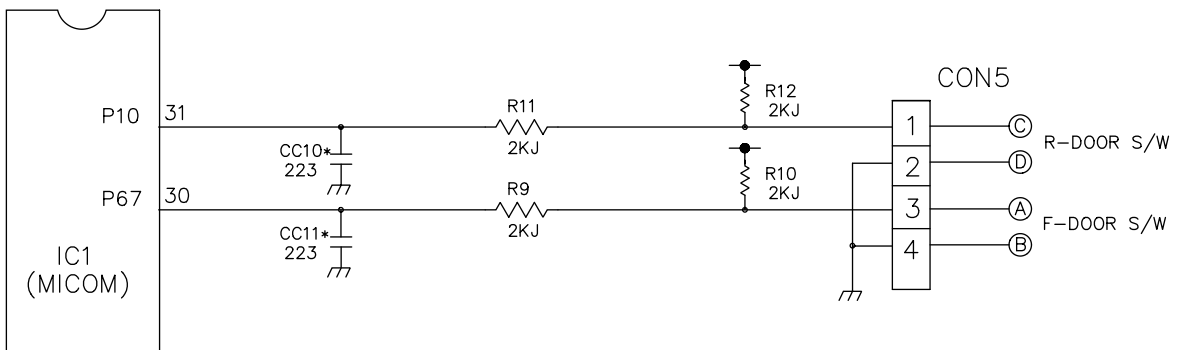 CON5
R12
2KJ
P10
31
R11
2KJ
1
C
R-DOOR S/W
CC10*
223
2
D
R10
2KJ
P67
30
R9
2KJ
3
A
F-DOOR S/W
CC11*
223
4
B
IC1
(MICOM)